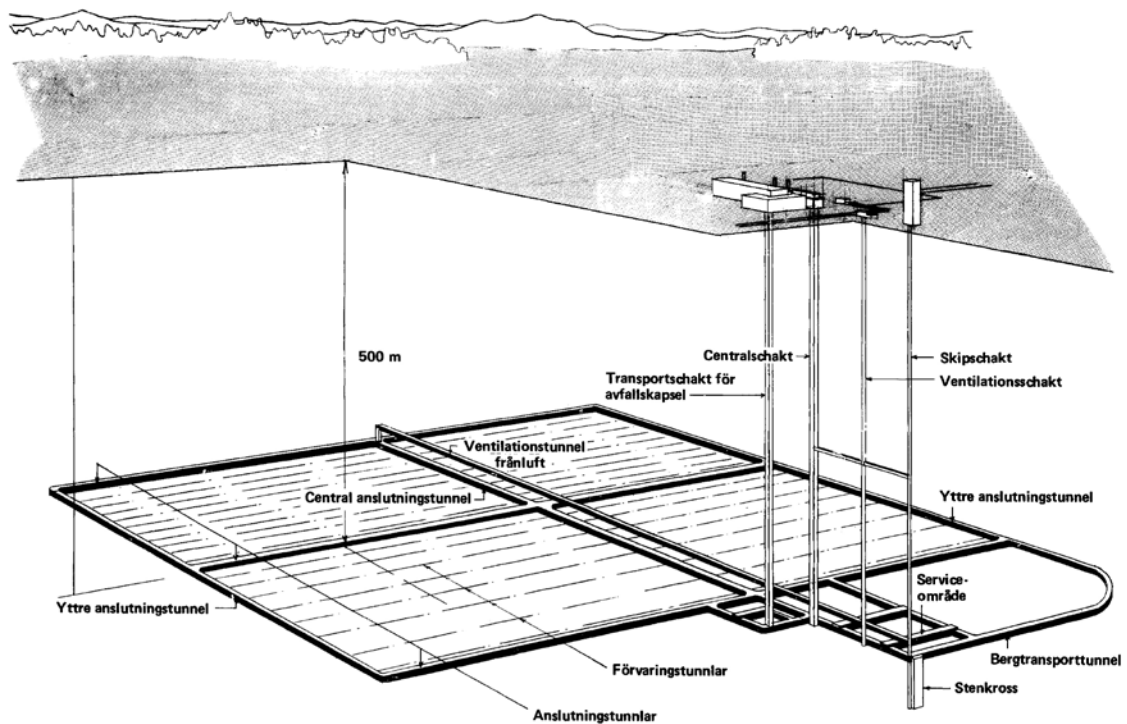 500 m
Centralschakt
Skipschakt
Transportschakt för
avfallskapsel
Ventilationsschakt
Ventilationstunnel
frånluft
Central anslutningstunnel
Yttre anslutningstunnel
Service-
område
Yttre anslutningstunnel
Bergtransporttunnel
Förvaringstunnlar
Stenkross
Anslutningstunnlar